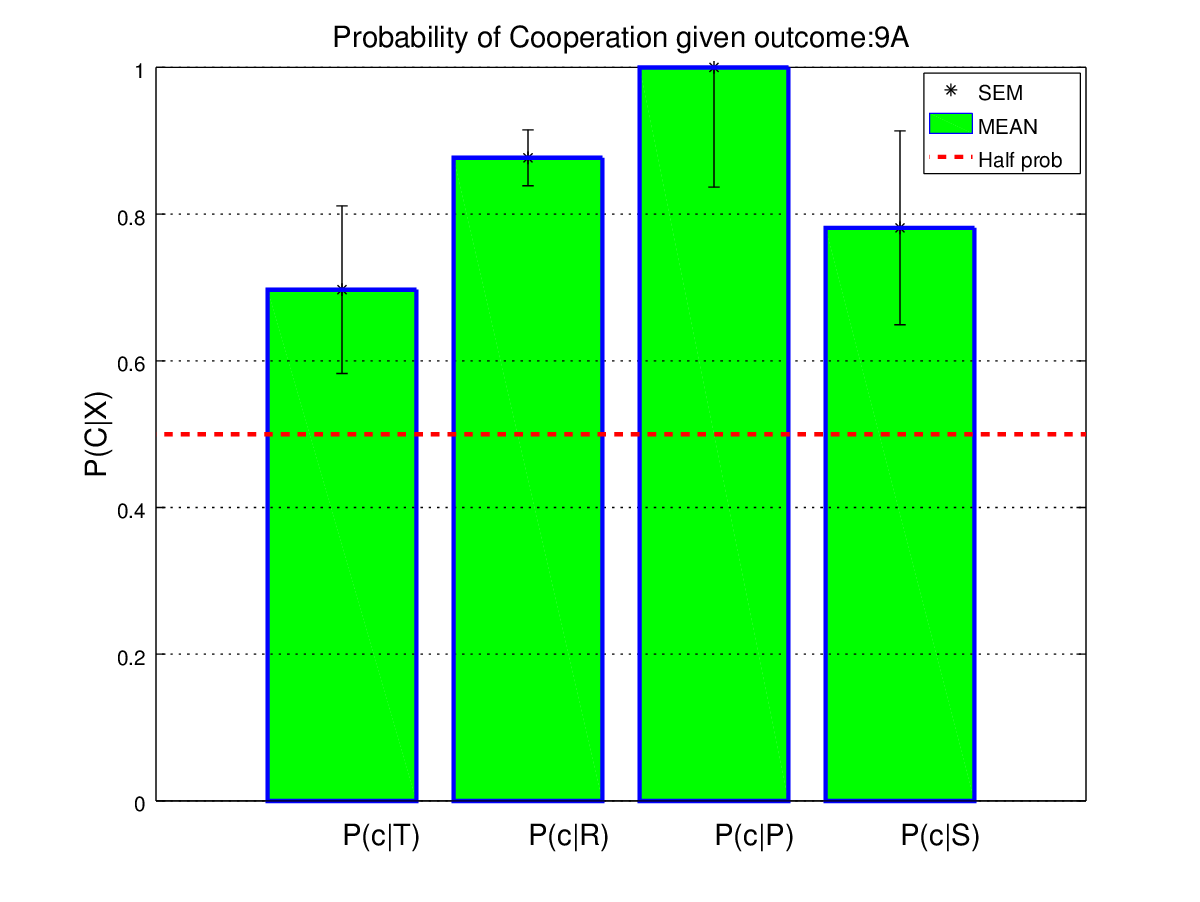 Probability of Cooperation given outcome:9A
SEM
MEAN
Half prob
P(C|X)
1
0.8
0.6
0.4
0.2
0
P(c|T) P(c|R) P(c|P) P(c|S)